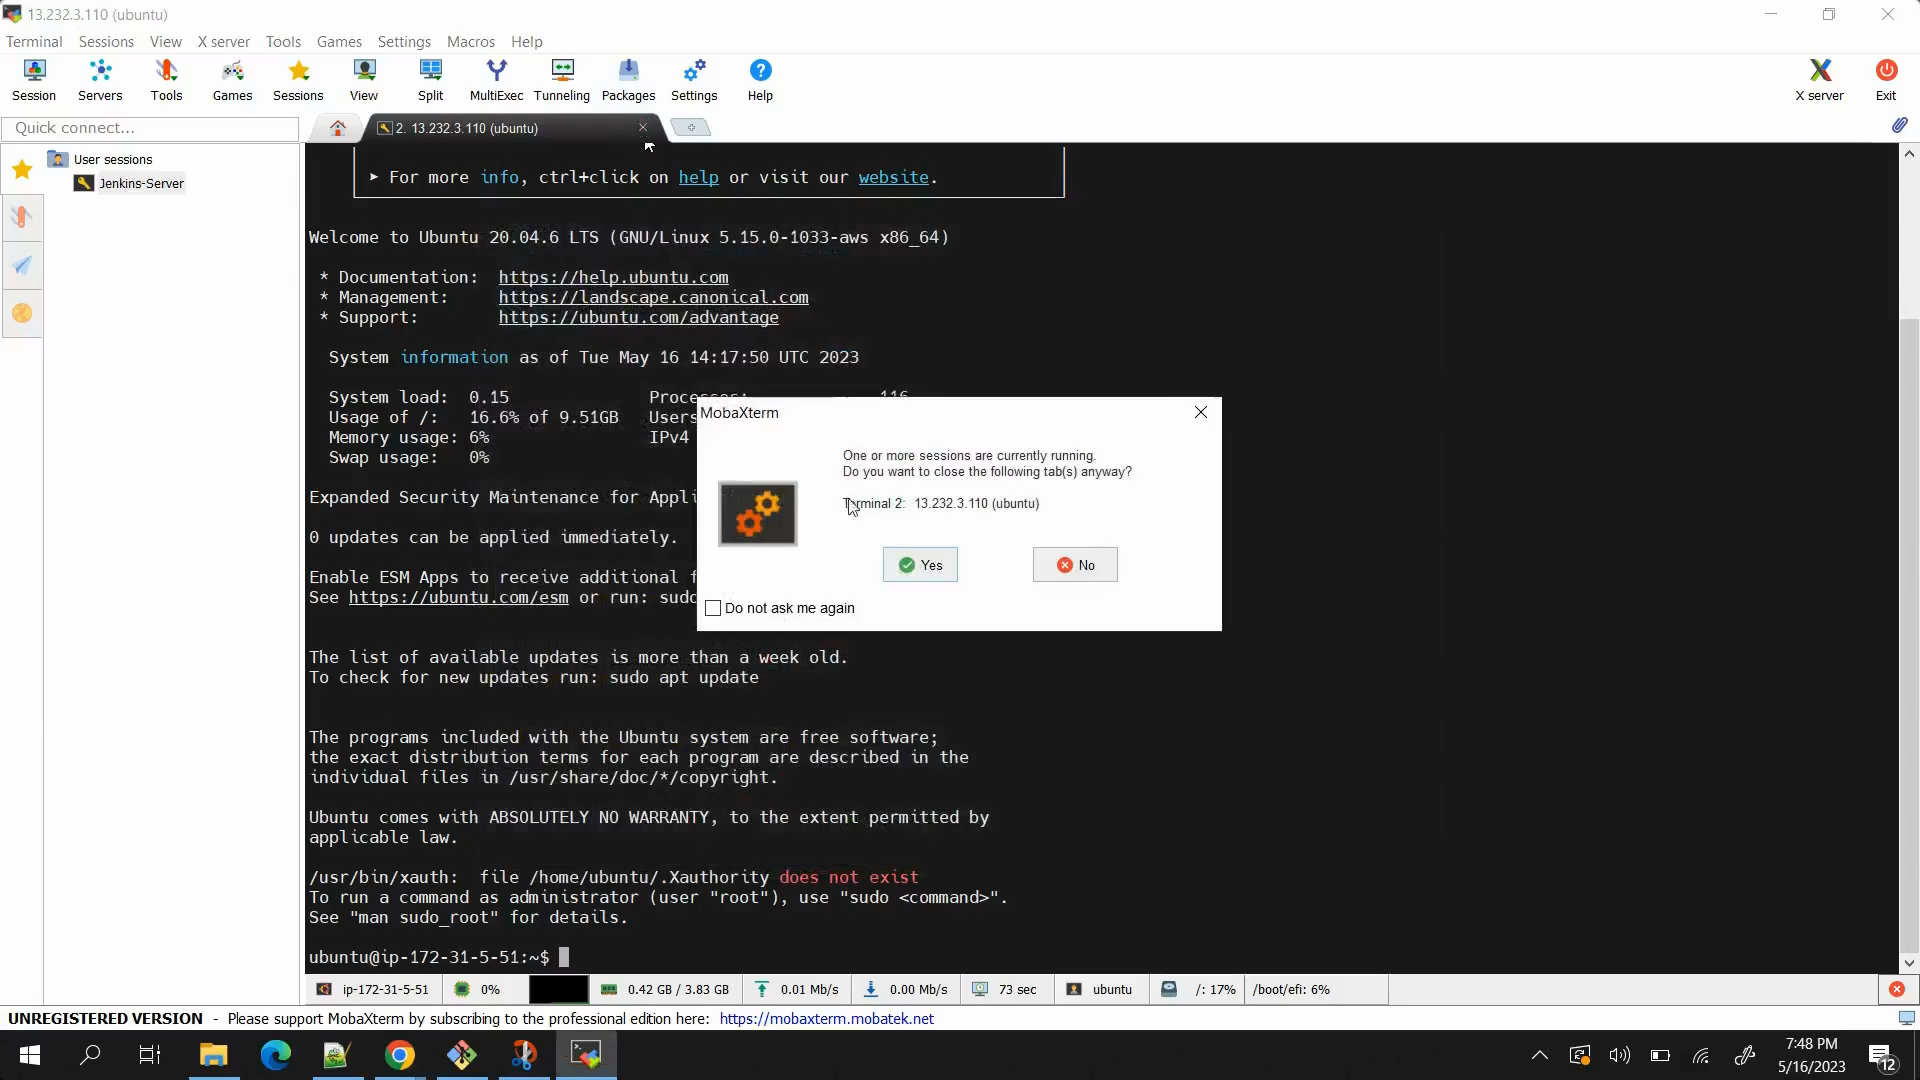 13.232.3.110 (ubuntu)
Terminal Sessions View X server Tools Games Settings Macros Help
Session Servers Tools Games Sessions View Split MultiExec Tunneling Packages Settings Help X server Exit
Quick connect...
2. 13.232.3.110 (ubuntu)
User sessions
Jenkins-Server
➤ For more info, ctrl+click on help or visit our website.
Welcome to Ubuntu 20.04.6 LTS (GNU/Linux 5.15.0-1033-aws x86_64)
* Documentation: https://help.ubuntu.com
* Management: https://landscape.canonical.com
* Support: https://ubuntu.com/advantage
System information as of Tue May 16 14:17:50 UTC 2023
System load: 0.15 Processes: 116
Usage of /: 16.6% of 9.51GB Users
Memory usage: 6% IPv4
Swap usage: 0%
Expanded Security Maintenance for Appli
0 updates can be applied immediately.
Enable ESM Apps to receive additional f
See https://ubuntu.com/esm or run: sudo
The list of available updates is more than a week old.
To check for new updates run: sudo apt update
The programs included with the Ubuntu system are free software;
the exact distribution terms for each program are described in the
individual files in /usr/share/doc/*/copyright.
Ubuntu comes with ABSOLUTELY NO WARRANTY, to the extent permitted by
applicable law.
/usr/bin/xauth: file /home/ubuntu/.Xauthority does not exist
To run a command as administrator (user "root"), use "sudo <command>".
See "man sudo_root" for details.
ubuntu@ip-172-31-5-51:~$
MobaXterm
One or more sessions are currently running.
Do you want to close the following tab(s) anyway?
Terminal 2: 13.232.3.110 (ubuntu)
Yes No
Do not ask me again
ip-172-31-5-51 0% 0.42 GB / 3.83 GB 0.01 Mb/s 0.00 Mb/s 73 sec ubuntu /: 17% /boot/efi: 6%
UNREGISTERED VERSION - Please support MobaXterm by subscribing to the professional edition here: https://mobaxterm.mobatek.net
7:48 PM
5/16/2023
12